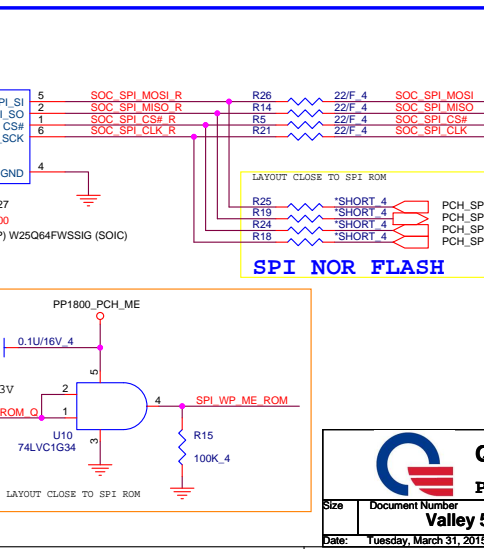 PI_SI 5 SOC_SPI_MOSI_R R26 22/F_4 SOC_SPI_MOSI
I_SO 2 SOC_SPI_MISO_R R14 22/F_4 SOC_SPI_MISO
CS# 1 SOC_SPI_CS#_R R5 22/F_4 SOC_SPI_CS#
SCK 6 SOC_SPI_CLK_R R21 22/F_4 SOC_SPI_CLK
GND 4
LAYOUT CLOSE TO SPI ROM
R25 *SHORT_4 PCH_SP
R19 *SHORT_4 PCH_SP
R24 *SHORT_4 PCH_SP
R18 *SHORT_4 PCH_SP
27
00
P) W25Q64FWSSIG (SOIC)
SPI NOR FLASH
PP1800_PCH_ME
0.1U/16V_4
5
3V
2
ROM_Q 1
4 SPI_WP_ME_ROM
U10
74LVC1G34
3
R15
100K_4
LAYOUT CLOSE TO SPI ROM
Size Document Number
Valley 5
Date: Tuesday, March 31, 2015